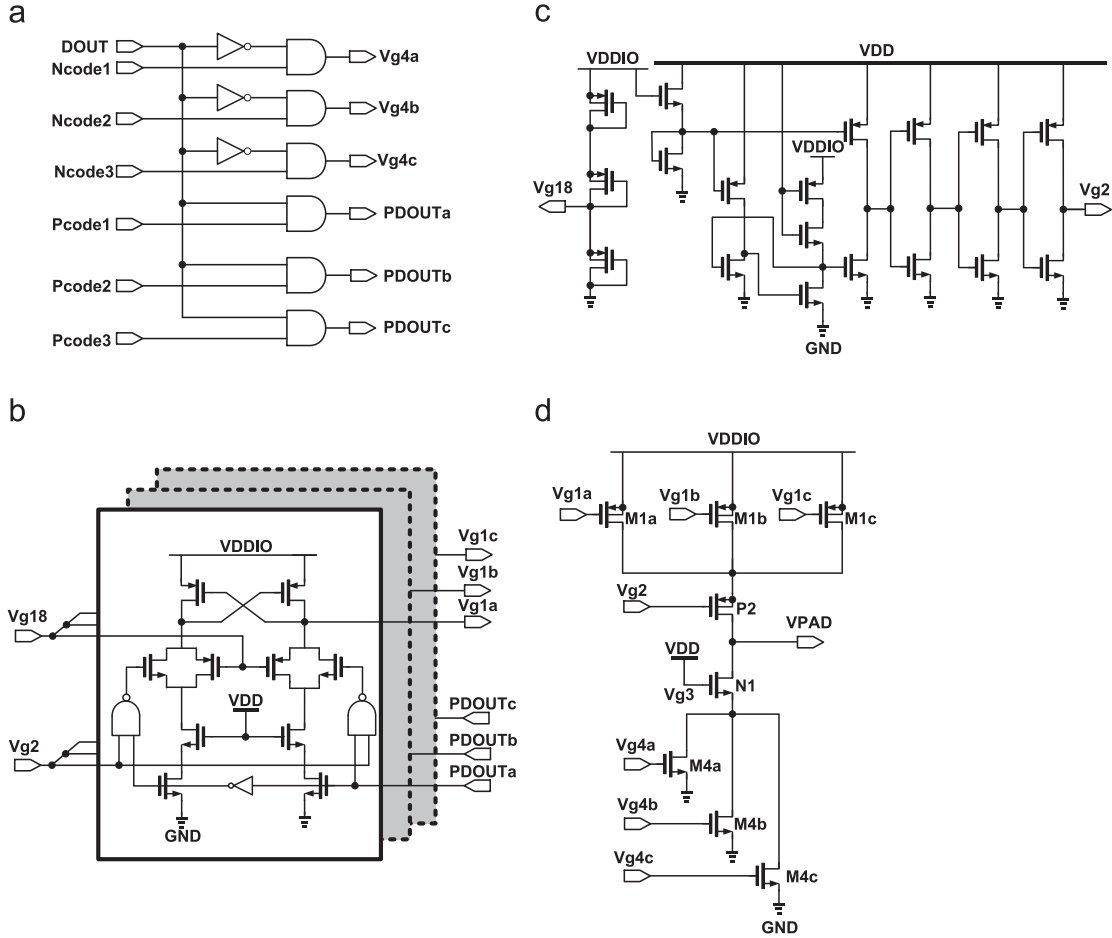 a
DOUT
Ncode1
Vg4a
Ncode2
Vg4b
Ncode3
Vg4c
Pcode1
PDOUTa
Pcode2
PDOUTb
Pcode3
PDOUTc
c
VDDIO
VDD
VDDIO
Vg18
Vg2
GND
b
VDDIO
Vg1c
Vg1b
Vg1a
Vg18
VDD
Vg2
PDOUTc
PDOUTb
PDOUTa
GND
d
VDDIO
Vg1a
M1a
Vg1b
M1b
Vg1c
M1c
Vg2
P2
VPAD
VDD
Vg3
N1
Vg4a
M4a
Vg4b
M4b
Vg4c
M4c
GND